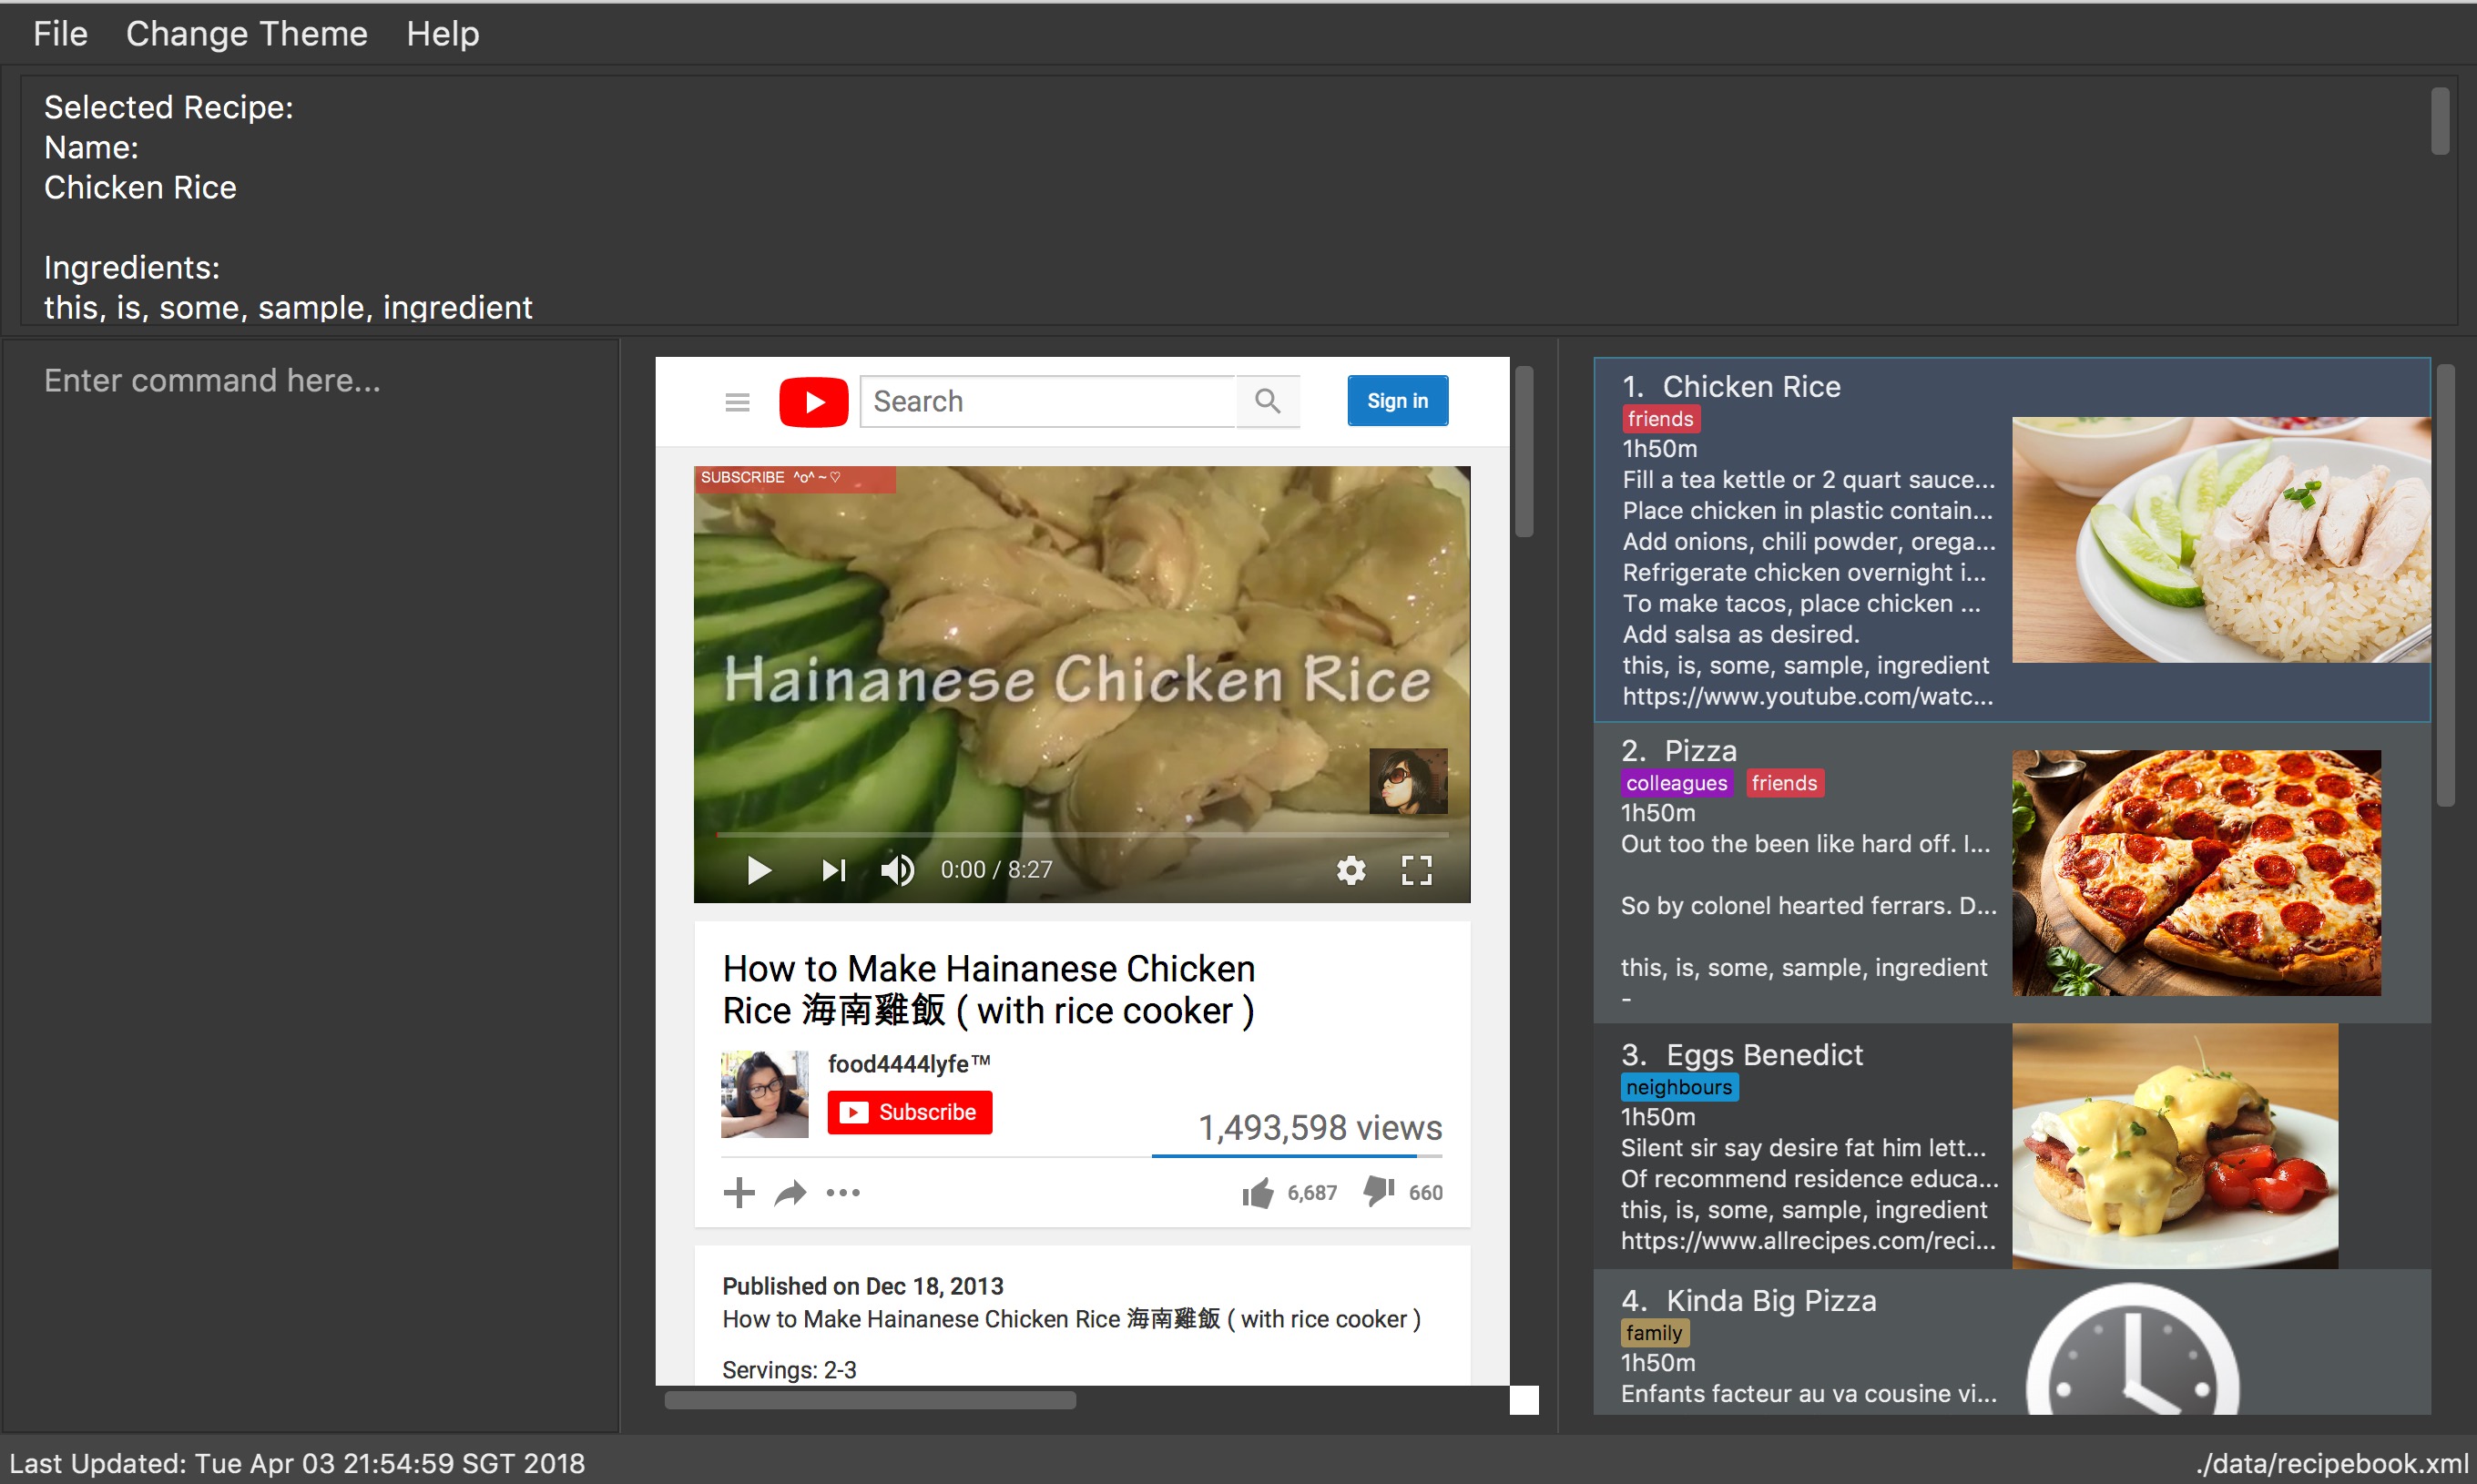 File Change Theme Help
Selected Recipe:
Name:
Chicken Rice
Ingredients:
this, is, some, sample, ingredient
Enter command here...
Search
Sign in
SUBSCRIBE ^o^ ~ ♡
Hainanese Chicken Rice
0:00 / 8:27
How to Make Hainanese Chicken
Rice 海南雞飯 ( with rice cooker )
food4444lyfe™
Subscribe
1,493,598 views
6,687 660
Published on Dec 18, 2013
How to Make Hainanese Chicken Rice 海南雞飯 ( with rice cooker )
Servings: 2-3
1. Chicken Rice
friends
1h50m
Fill a tea kettle or 2 quart sauce...
Place chicken in plastic contain...
Add onions, chili powder, orega...
Refrigerate chicken overnight i...
To make tacos, place chicken ...
Add salsa as desired.
this, is, some, sample, ingredient
https://www.youtube.com/watc...
2. Pizza
colleagues friends
1h50m
Out too the been like hard off. I...
So by colonel hearted ferrars. D...
this, is, some, sample, ingredient
-
3. Eggs Benedict
neighbours
1h50m
Silent sir say desire fat him lett...
Of recommend residence educa...
this, is, some, sample, ingredient
https://www.allrecipes.com/reci...
4. Kinda Big Pizza
family
1h50m
Enfants facteur au va cousine vi...
Last Updated: Tue Apr 03 21:54:59 SGT 2018
./data/recipebook.xml